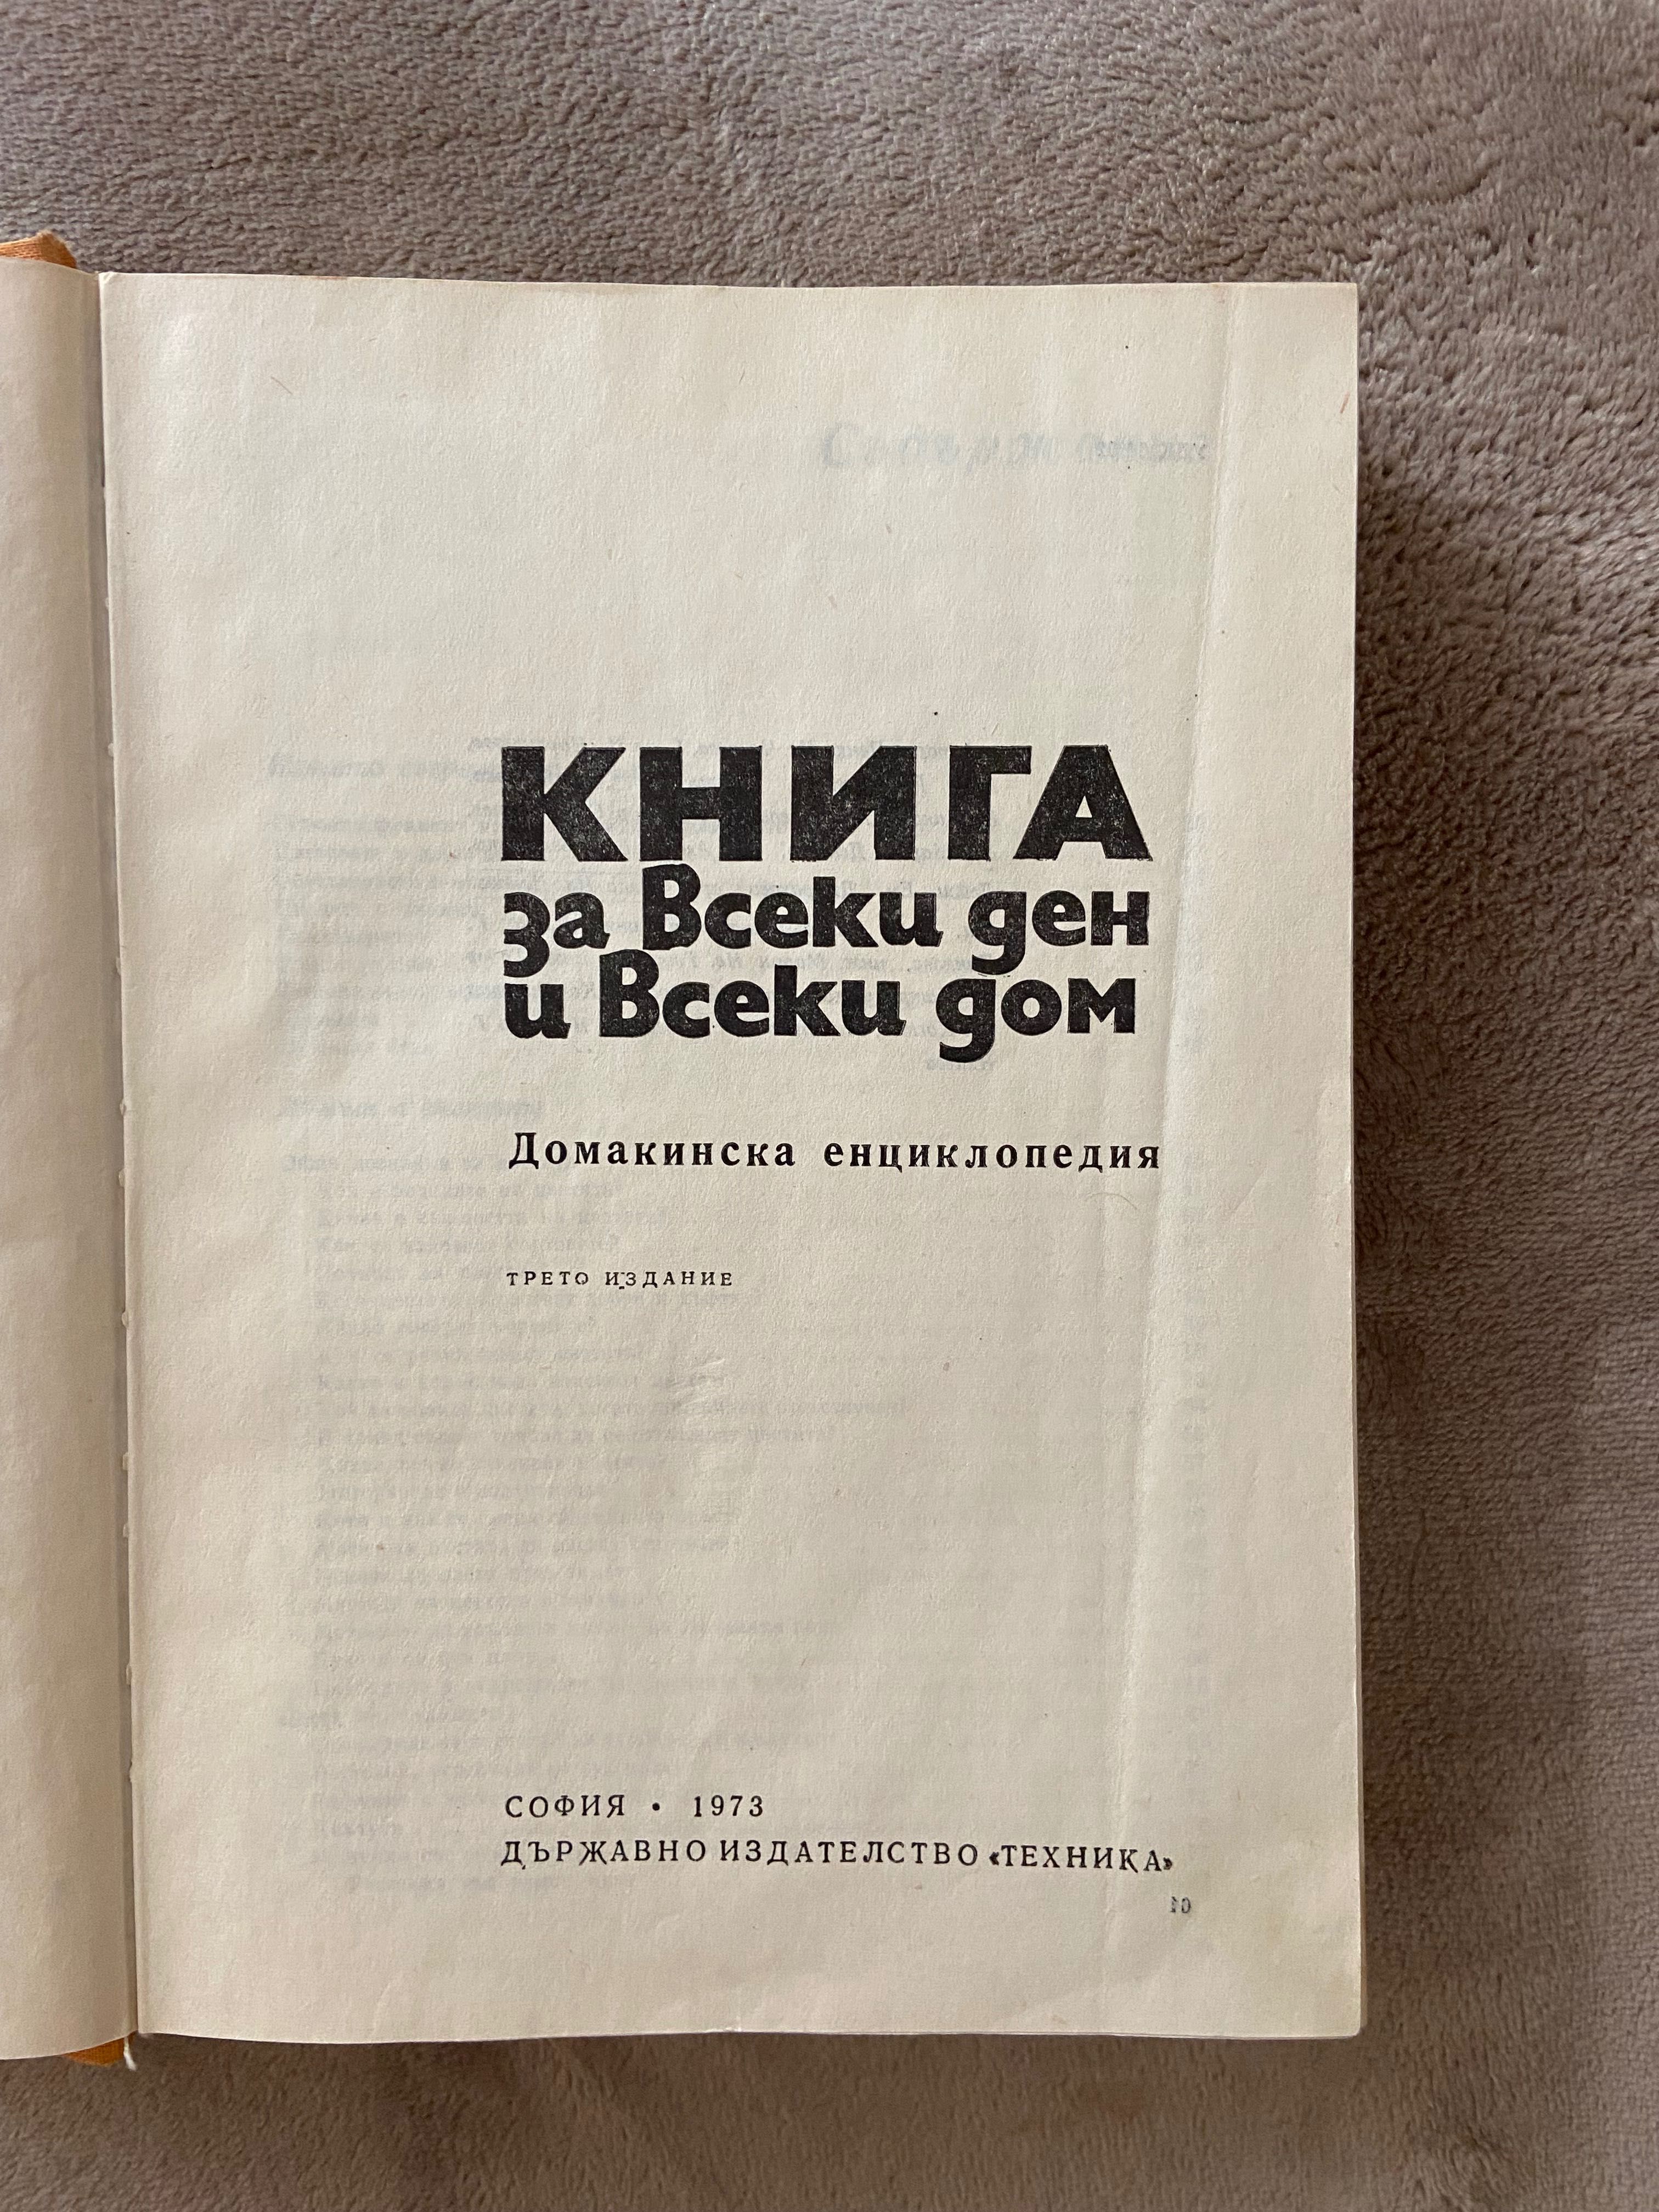 КНИГА
за всеки ден
и всеки дом
Домакинска енциклопедия
ТРЕТО ИЗДАНИЕ
СОФИЯ • 1973
ДЪРЖАВНО ИЗДАТЕЛСТВО «ТЕХНИКА»